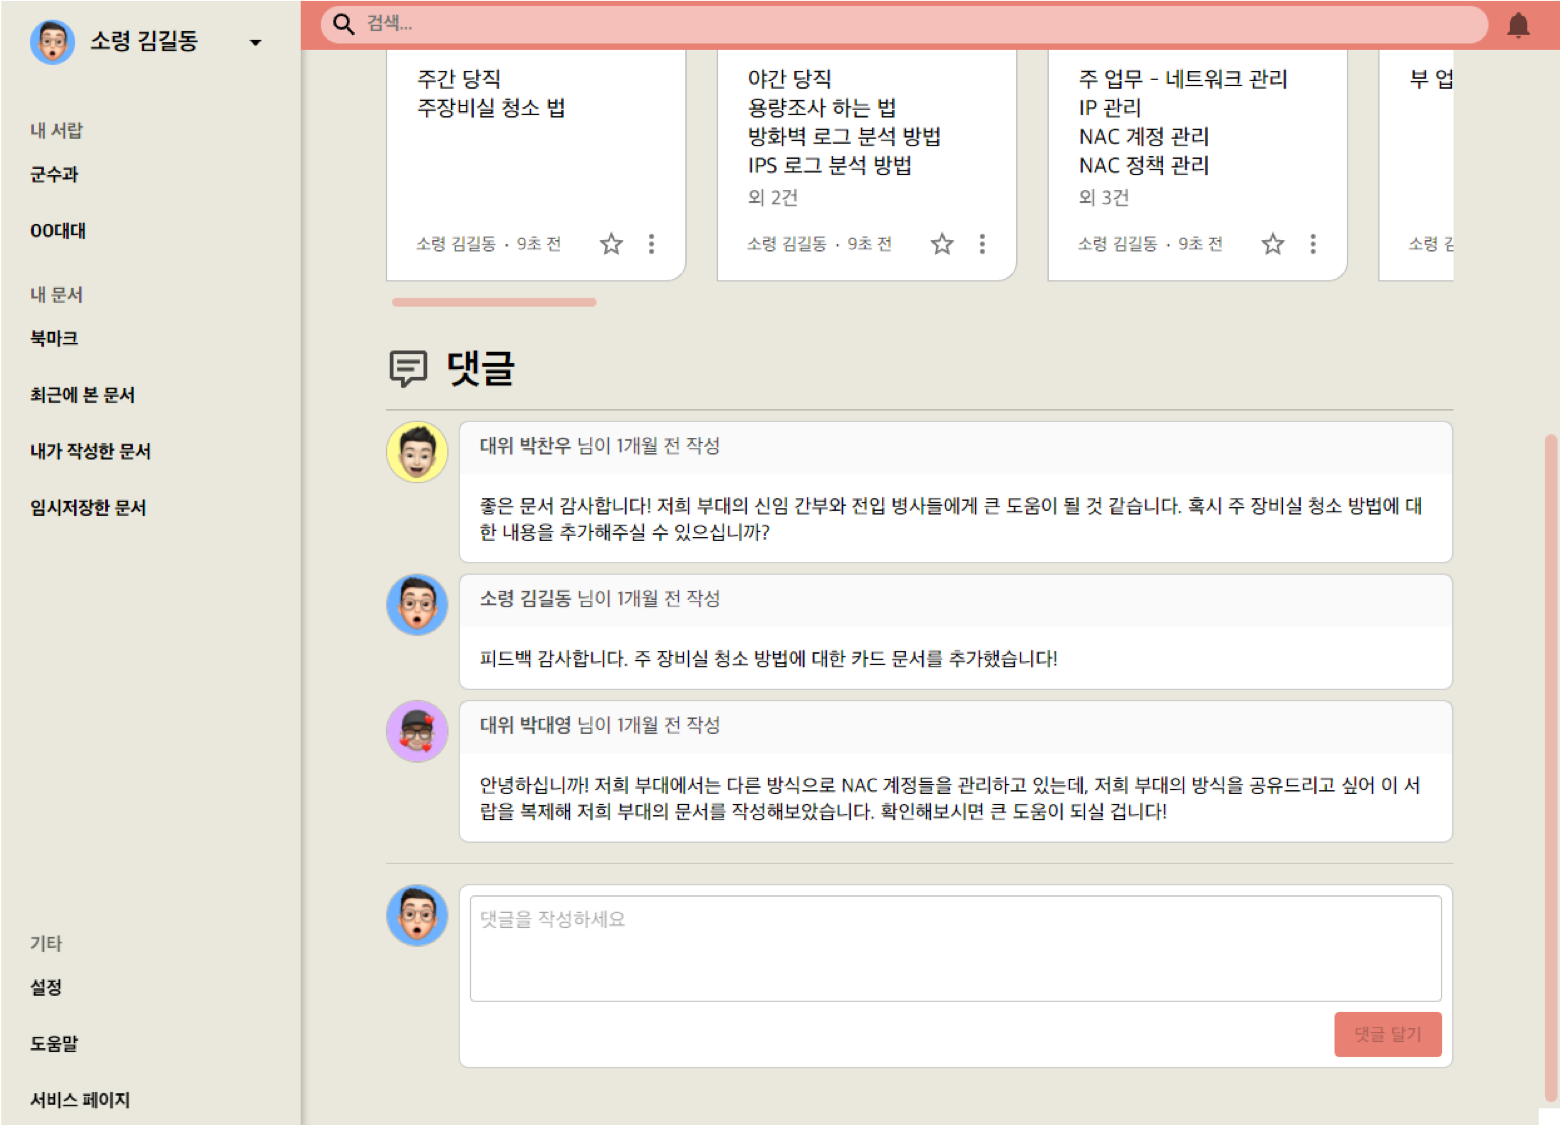 소령 김길동
내 서랍
군수과
OO대대
내 문서
북마크
최근에 본 문서
내가 작성한 문서
임시저장한 문서
기타
설정
도움말
서비스 페이지
검색...
주간 당직
주장비실 청소 법
소령 김길동 · 9초 전
야간 당직
용량조사 하는 법
방화벽 로그 분석 방법
IPS 로그 분석 방법
외 2건
소령 김길동 · 9초 전
주 업무 - 네트워크 관리
IP 관리
NAC 계정 관리
NAC 정책 관리
외 3건
소령 김길동 · 9초 전
부 업
소령
댓글
대위 박찬우 님이 1개월 전 작성
좋은 문서 감사합니다! 저희 부대의 신임 간부와 전입 병사들에게 큰 도움이 될 것 같습니다. 혹시 주 장비실 청소 방법에 대
한 내용을 추가해주실 수 있으십니까?
소령 김길동 님이 1개월 전 작성
피드백 감사합니다. 주 장비실 청소 방법에 대한 카드 문서를 추가했습니다!
대위 박대영 님이 1개월 전 작성
안녕하십니까! 저희 부대에서는 다른 방식으로 NAC 계정들을 관리하고 있는데, 저희 부대의 방식을 공유드리고 싶어 이 서
랍을 복제해 저희 부대의 문서를 작성해보았습니다. 확인해보시면 큰 도움이 되실 겁니다!
댓글을 작성하세요
댓글 달기